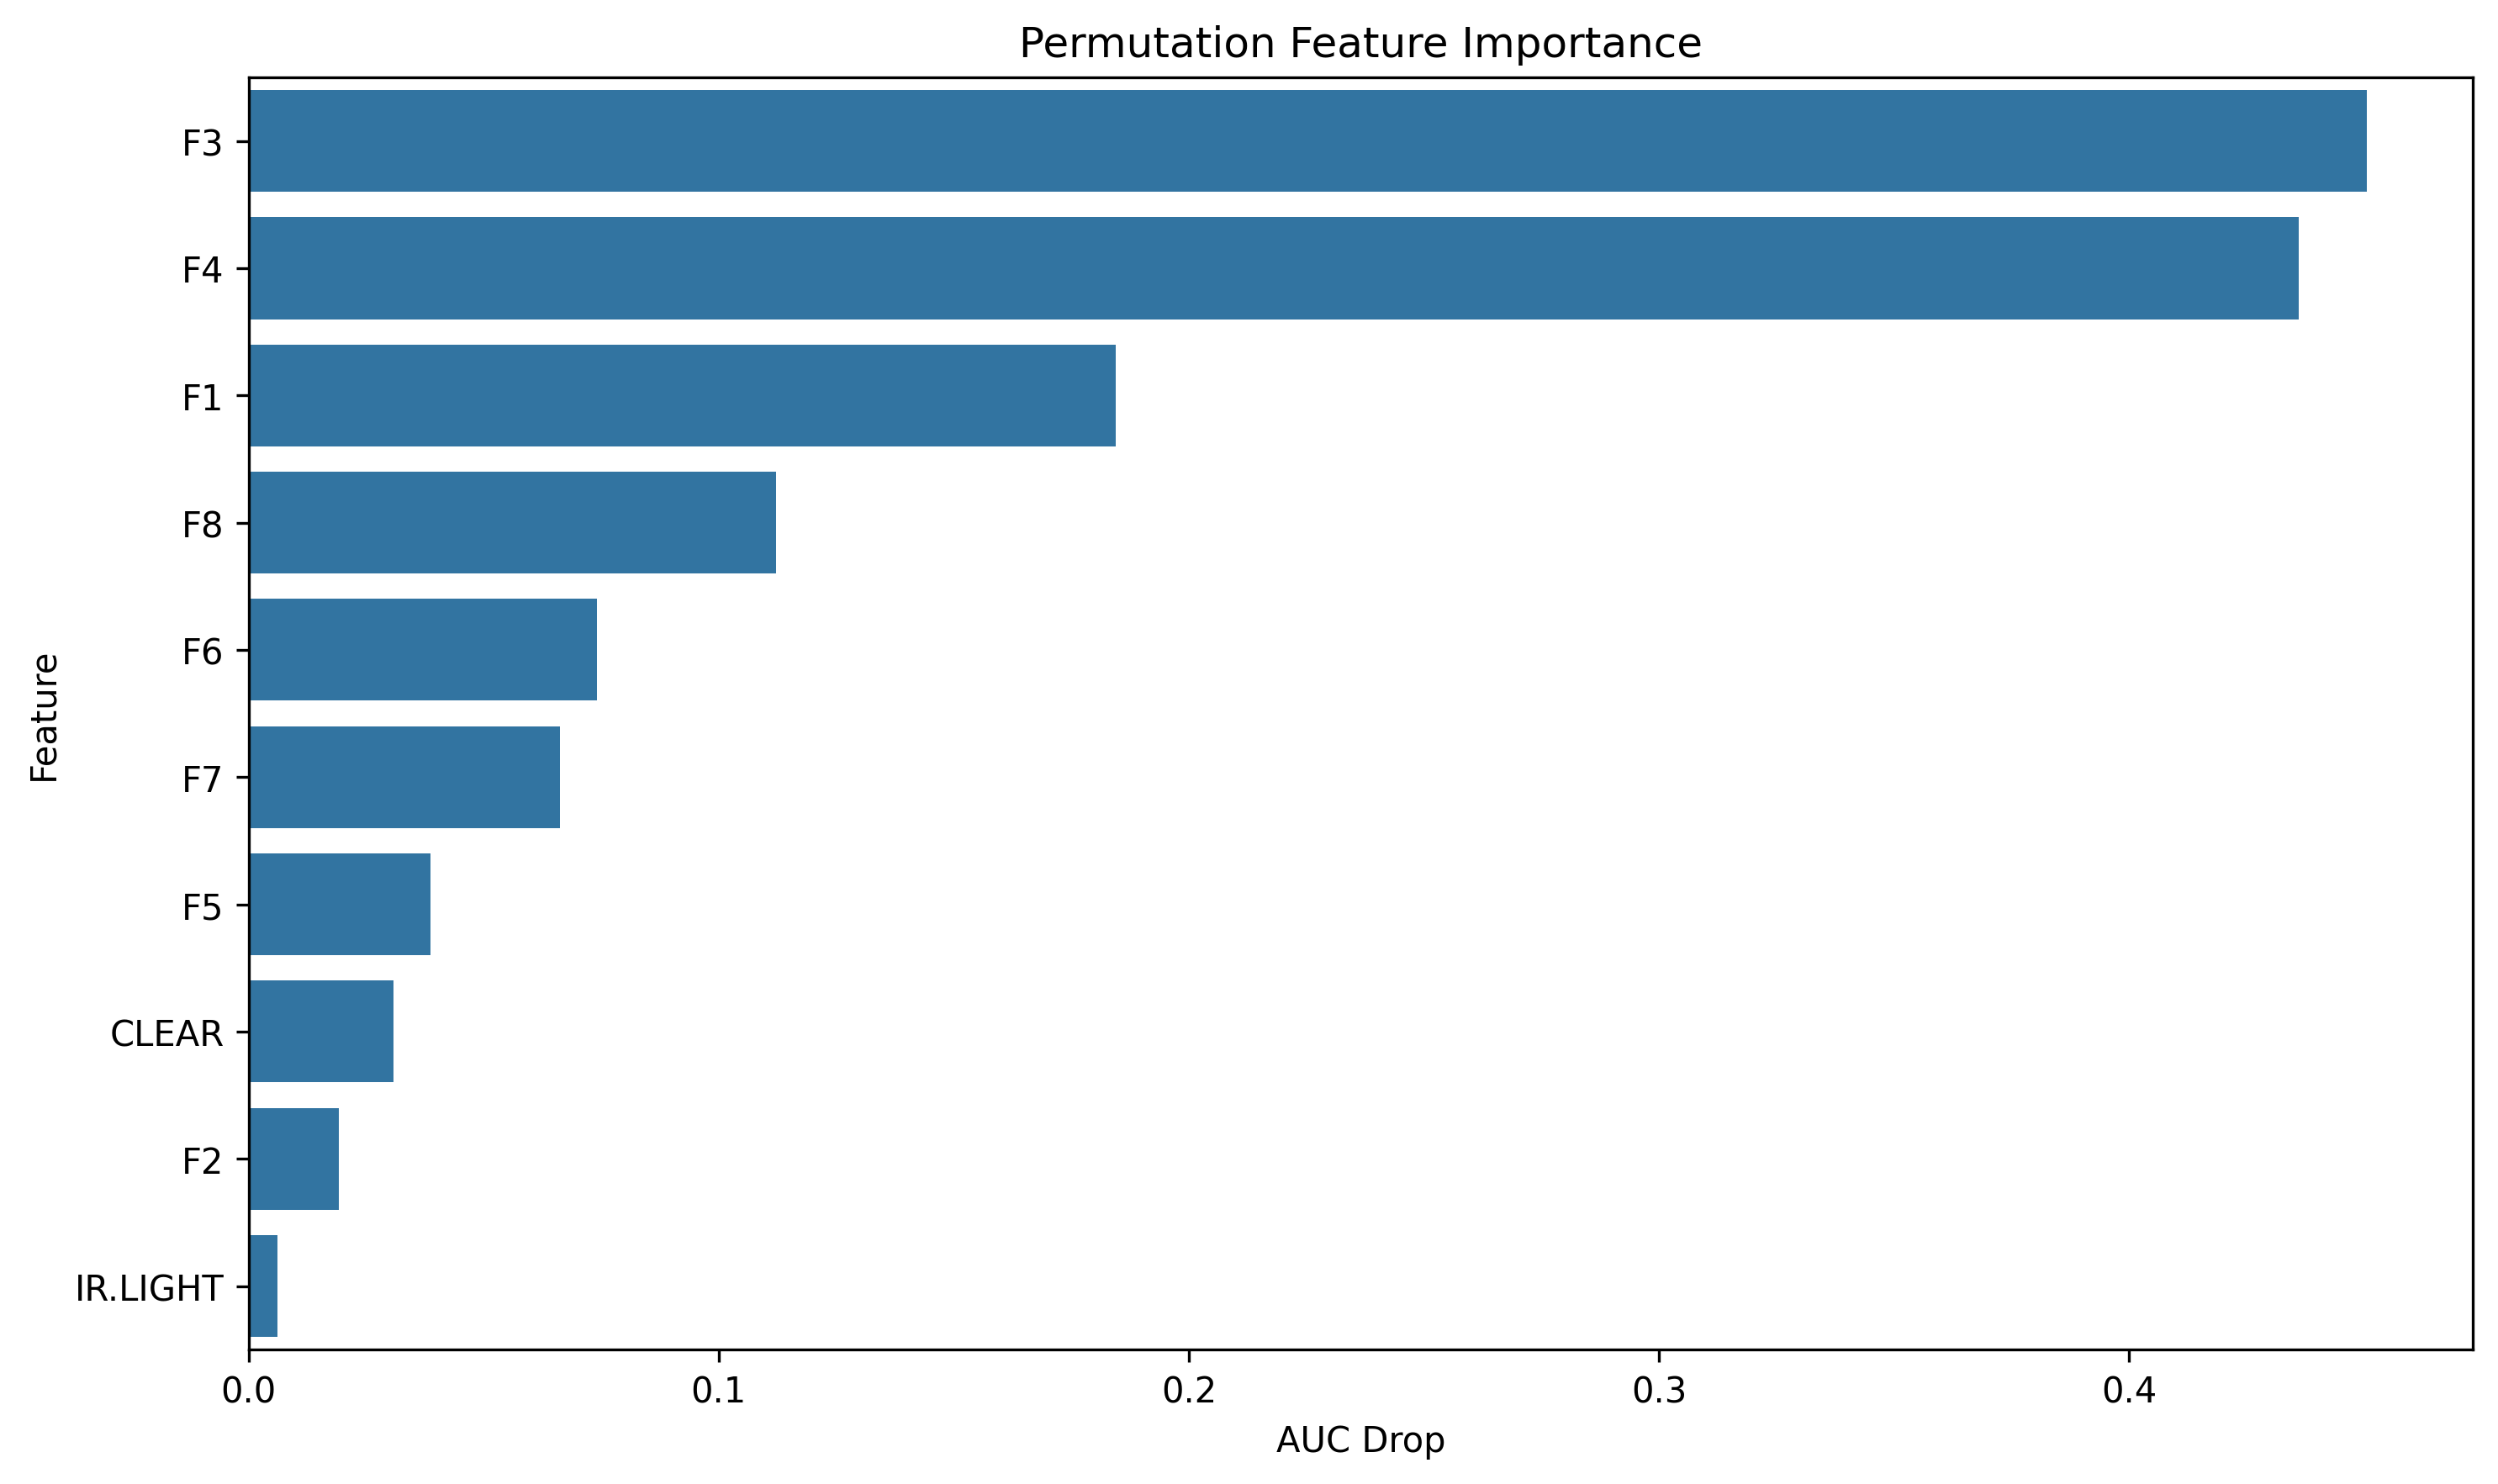 Permutation Feature Importance
Feature
F3
F4
F1
F8
F6
F7
F5
CLEAR
F2
IR.LIGHT
0.0 0.1 0.2 0.3 0.4
AUC Drop